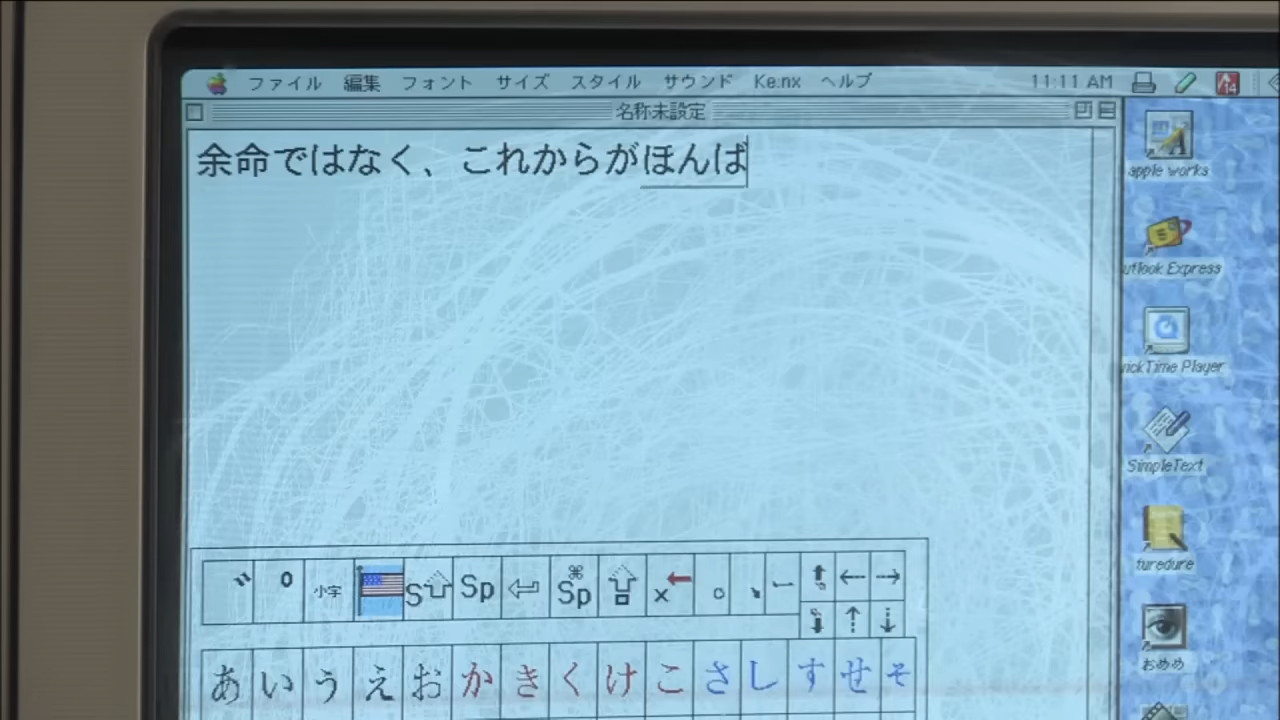 ファイル 編集 フォント サイズ スタイル サウンド Ke:nx ヘルプ 11:11 AM 14
名称未設定
余命ではなく、これからがほんば
apple works
utlook Express
rickTime Player
SimpleText
turedure
おめめ
゛ ゜ 小字 S Sp ⇦ ⌘Sp x← 。 、 ー ← →
↑ ↓
あ い う え お か き く け こ さ し す せ そ